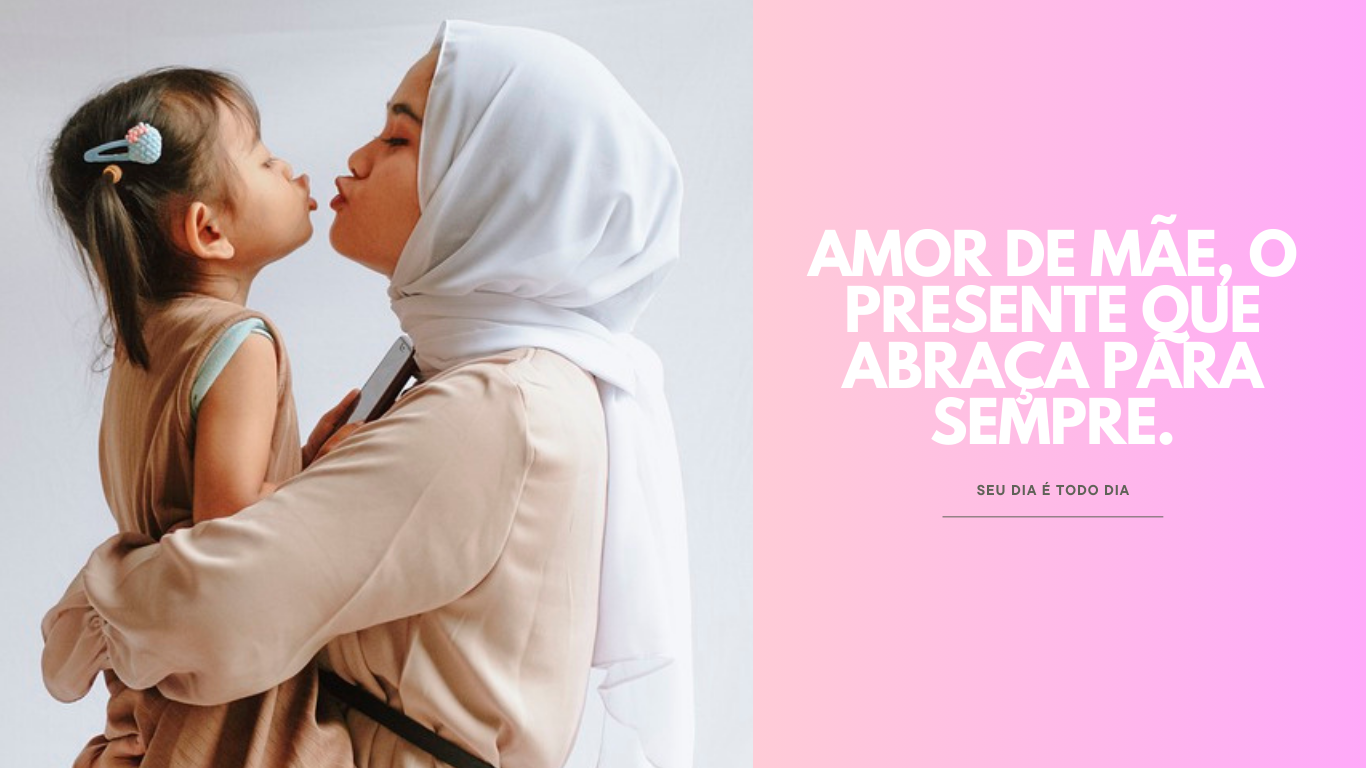 AMOR DE MÃE, O
PRESENTE QUE
ABRAÇA PARA
SEMPRE.
SEU DIA É TODO DIA